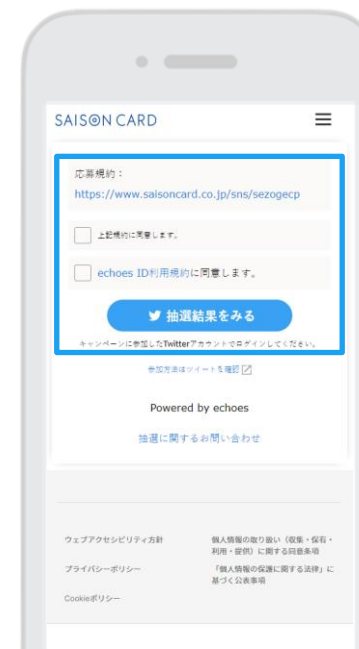 SAISON CARD
応募規約：
https://www.saisoncard.co.jp/sns/sezogecp
上記規約に同意します。
echoes ID利用規約に同意します。
抽選結果をみる
キャンペーンに参加したTwitterアカウントでログインしてください。
参加方法はツイートを確認
Powered by echoes
抽選に関するお問い合わせ
ウェブアクセシビリティ方針
個人情報の取り扱い（収集・保有・
利用・提供）に関する同意条項
プライバシーポリシー
「個人情報の保護に関する法律」に
基づく公表事項
Cookieポリシー